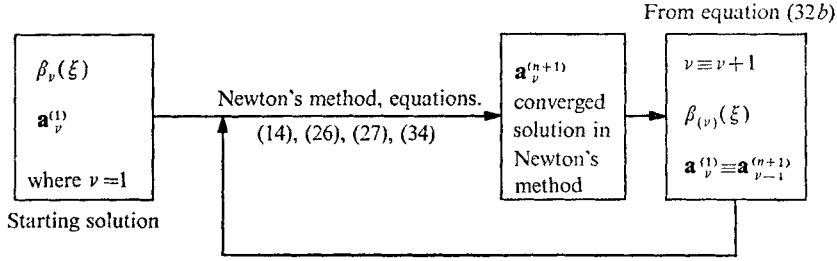 From equation (32b)
β_ν(ξ)
a_ν^(1)
where ν=1
Starting solution
Newton's method, equations.
(14), (26), (27), (34)
a_ν^(n+1)
converged
solution in
Newton's
method
ν≡ν+1
β_(ν)(ξ)
a_ν^(1)≡a_ν−1^(n+1)